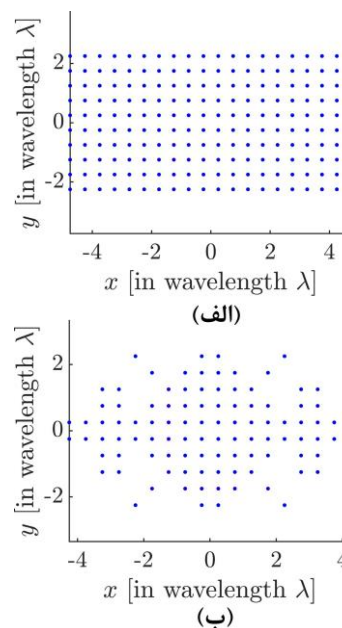 y [in wavelength λ]
2
0
-2
-4 -2 0 2 4
x [in wavelength λ]
(الف)
y [in wavelength λ]
2
0
-2
-4 -2 0 2 4
x [in wavelength λ]
(ب)